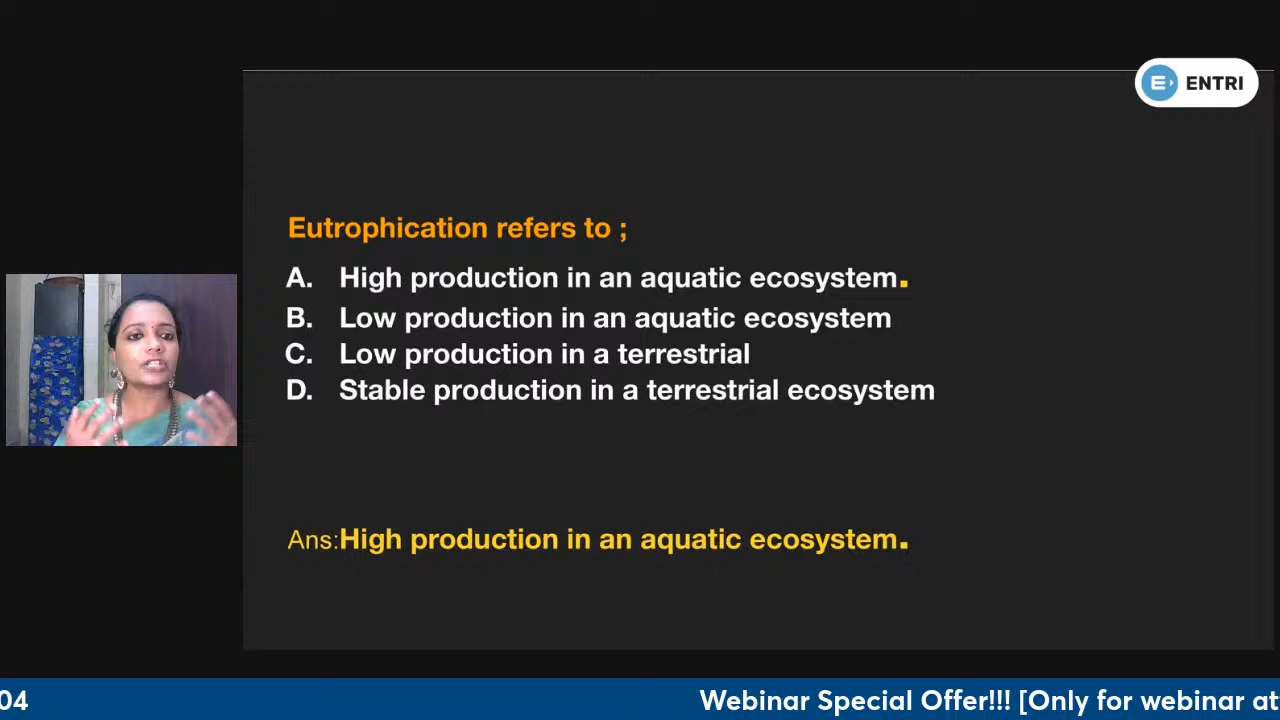 ENTRI
Eutrophication refers to ;
A. High production in an aquatic ecosystem.
B. Low production in an aquatic ecosystem
C. Low production in a terrestrial
D. Stable production in a terrestrial ecosystem
Ans:High production in an aquatic ecosystem.
04 Webinar Special Offer!!! [Only for webinar at